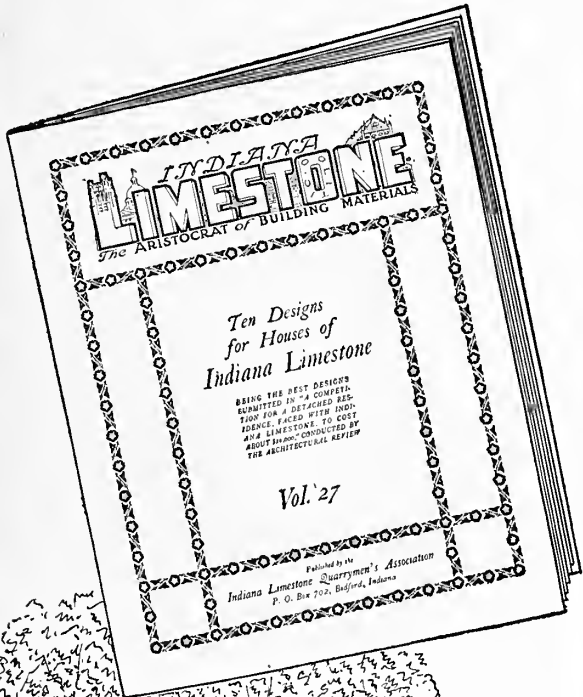 INDIANA
LIMESTONE
The ARISTOCRAT of BUILDING MATERIALS
Ten Designs
for Houses of
Indiana Limestone
BEING THE BEST DESIGNS
SUBMITTED IN "A COMPETI-
TION FOR A DETACHED RES-
IDENCE, FACED WITH INDI-
ANA LIMESTONE, TO COST
ABOUT CONDUCTED BY
THE ARCHITECTURAL REVIEW
Vol. 27
Published by the
Indiana Limestone Quarrymen's Association
P. O. Box 702, Bedford, Indiana